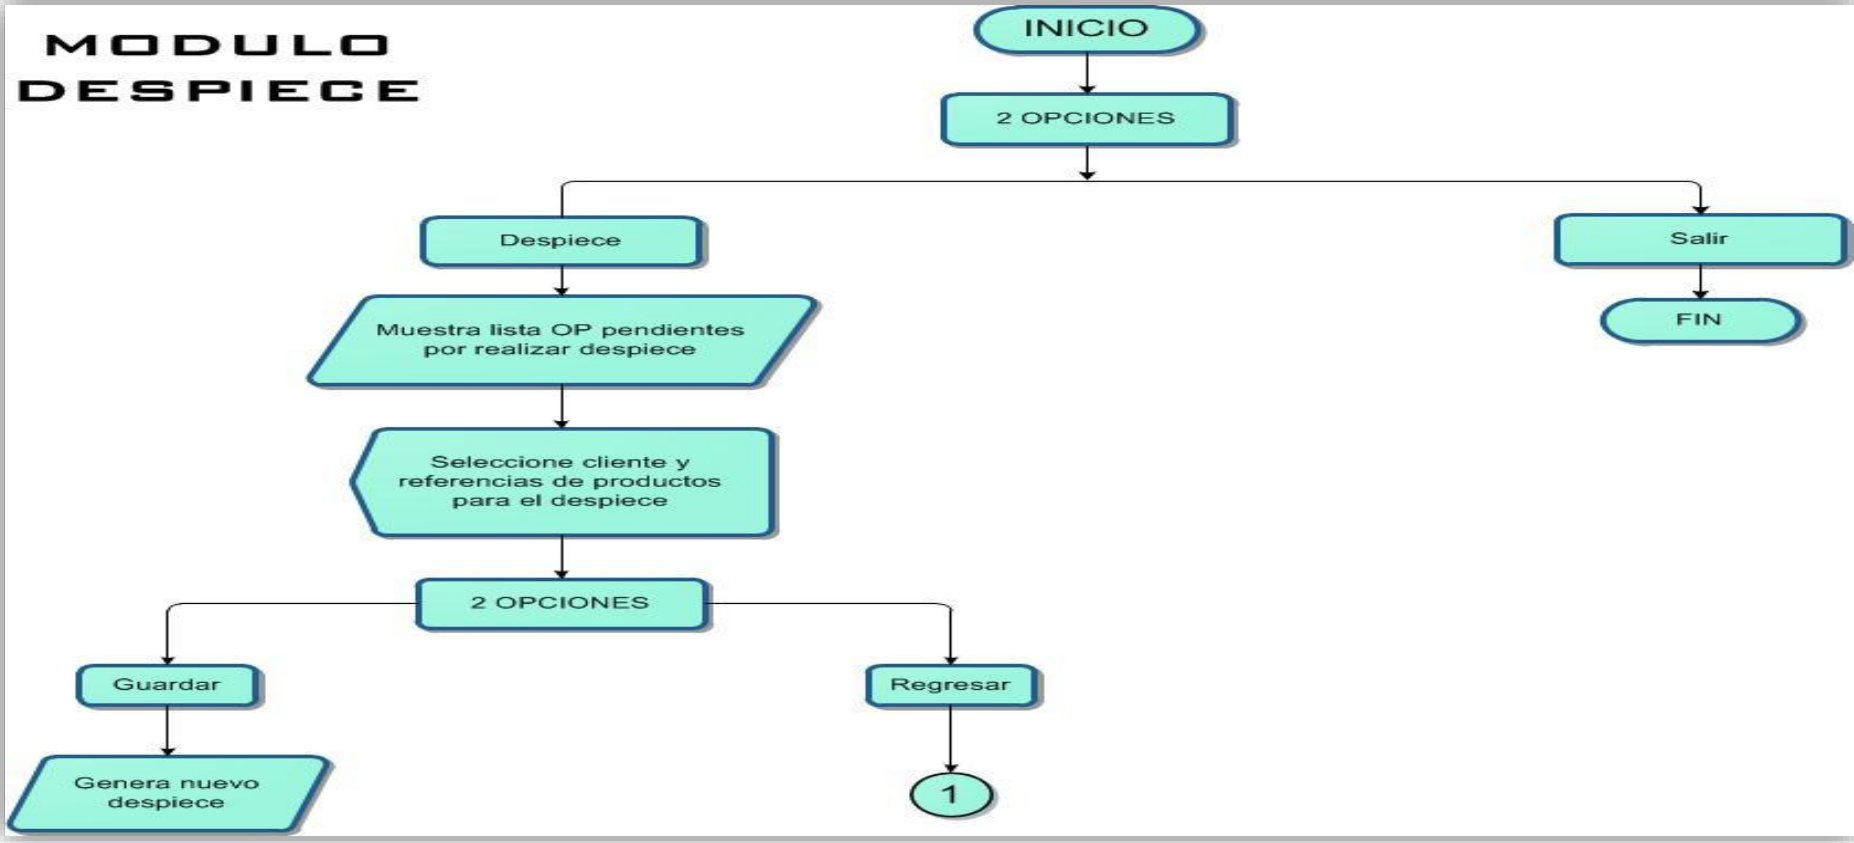 MODULO
DESPIECE
INICIO
2 OPCIONES
Despiece
Salir
Muestra lista OP pendientes
por realizar despiece
FIN
Seleccione cliente y
referencias de productos
para el despiece
2 OPCIONES
Guardar
Regresar
Genera nuevo
despiece
1